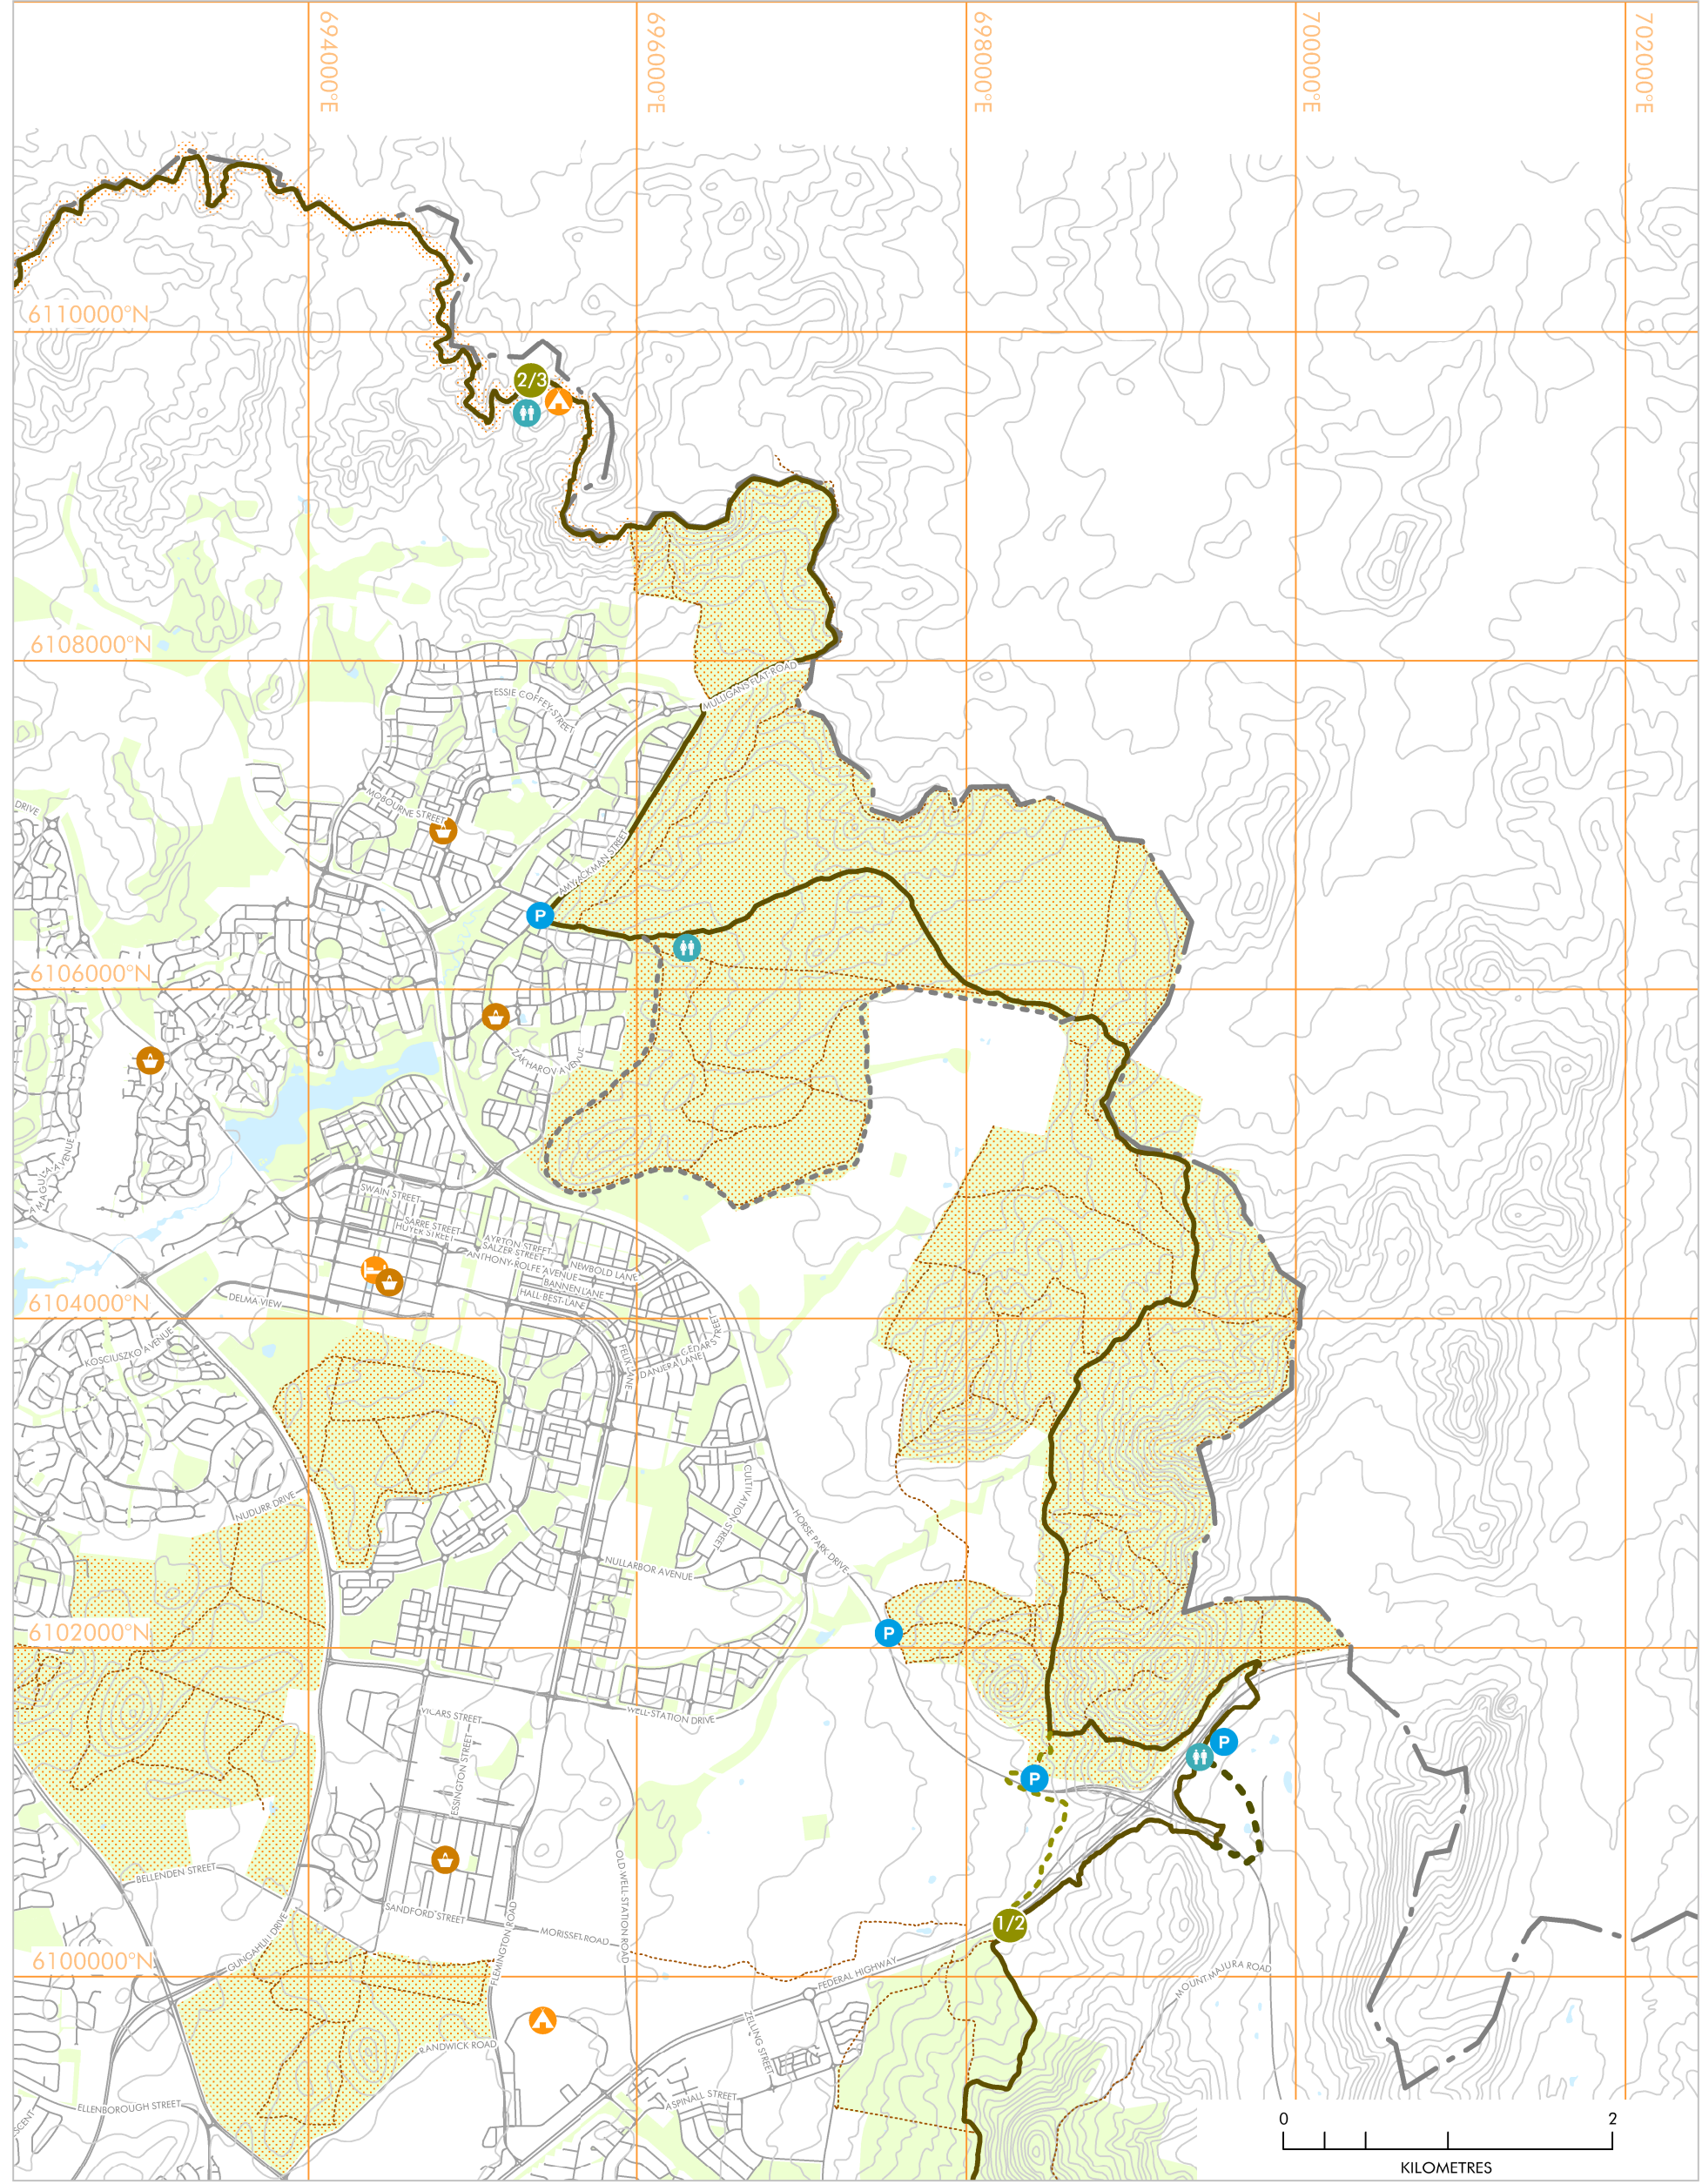 694000°E
696000°E
698000°E
700000°E
702000°E
6110000°N
2/3
6108000°N
MULLIGANS FLAT ROAD
ESSIE COFFEY STREET
MOBOURNE STREET
DRIVE
AMY ACKMAN STREET
P
6106000°N
ZAKHAROV AVENUE
AMAGULA AVENUE
SWAIN STREET
SARRE STREET
HUYER STREET
AYRTON STREET
SALZER STREET
ANTHONY ROLFE AVENUE
NEWBOLD LANE
BANNEN LANE
HALL-BEST LANE
DELMA VIEW
6104000°N
KOSCIUSZKO AVENUE
FELIX LANE
DANJERA LANE
CEDARS STREET
NUDURR DRIVE
CULTIVATION STREET
HORSE PARK DRIVE
NULLARBOR AVENUE
6102000°N
P
WELL STATION DRIVE
VICARS STREET
ESSINGTON STREET
P
P
OLD WELL STATION ROAD
BELLENDEN STREET
SANDFORD STREET
MORISSET ROAD
1/2
GUNGAHLIN DRIVE
FLEMINGTON ROAD
6100000°N
FEDERAL HIGHWAY
MOUNT MAJURA ROAD
ZELLING STREET
RANDWICK ROAD
ASPINALL STREET
ELLENBOROUGH STREET
0 2
KILOMETRES